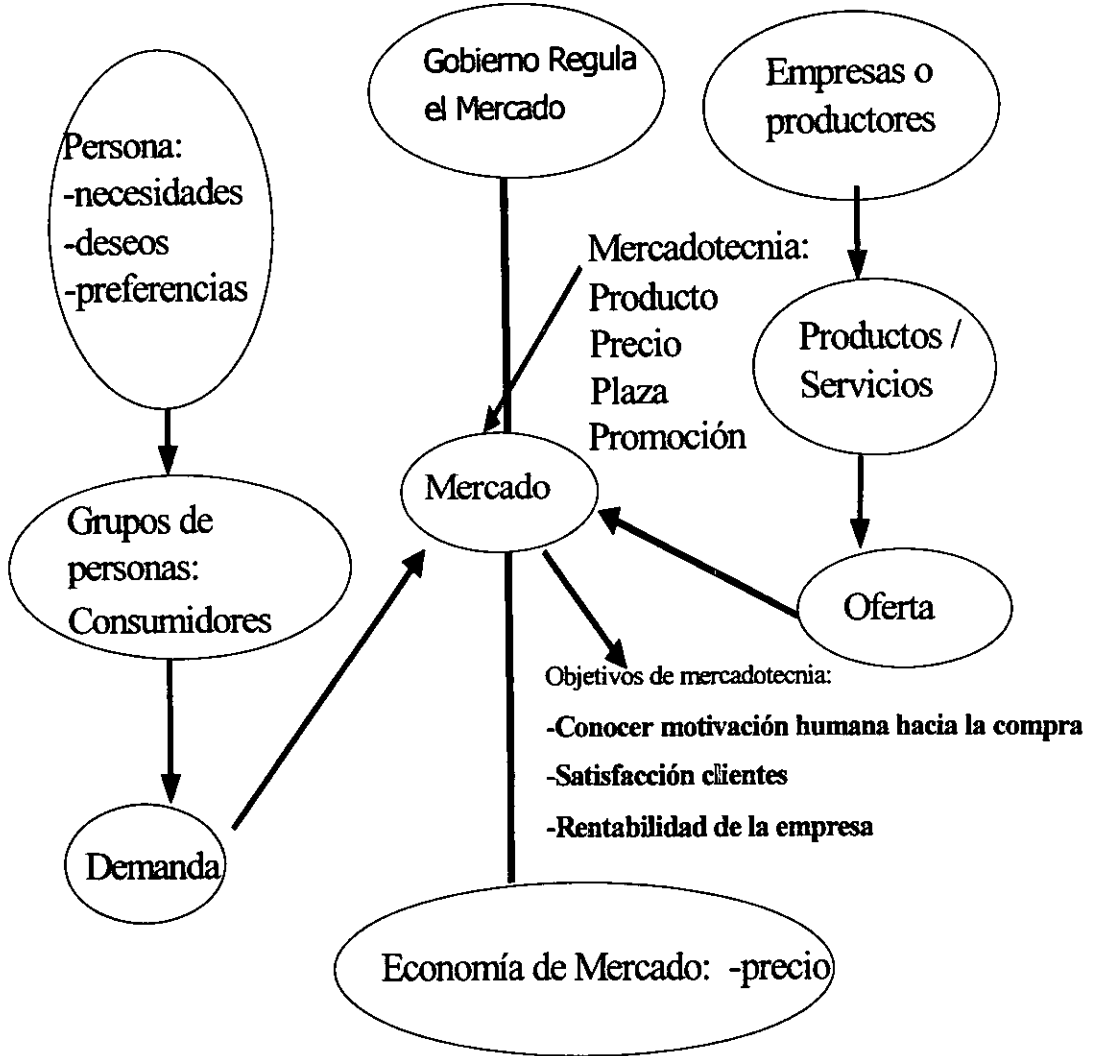 Gobierno Regula
el Mercado
Empresas o
productores
Persona:
-necesidades
-deseos
-preferencias
Mercadotecnia:
Producto
Precio
Plaza
Promoción
Productos /
Servicios
Mercado
Grupos de
personas:
Consumidores
Oferta
Objetivos de mercadotecnia:
-Conocer motivación humana hacia la compra
-Satisfacción clientes
-Rentabilidad de la empresa
Demanda
Economía de Mercado: -precio